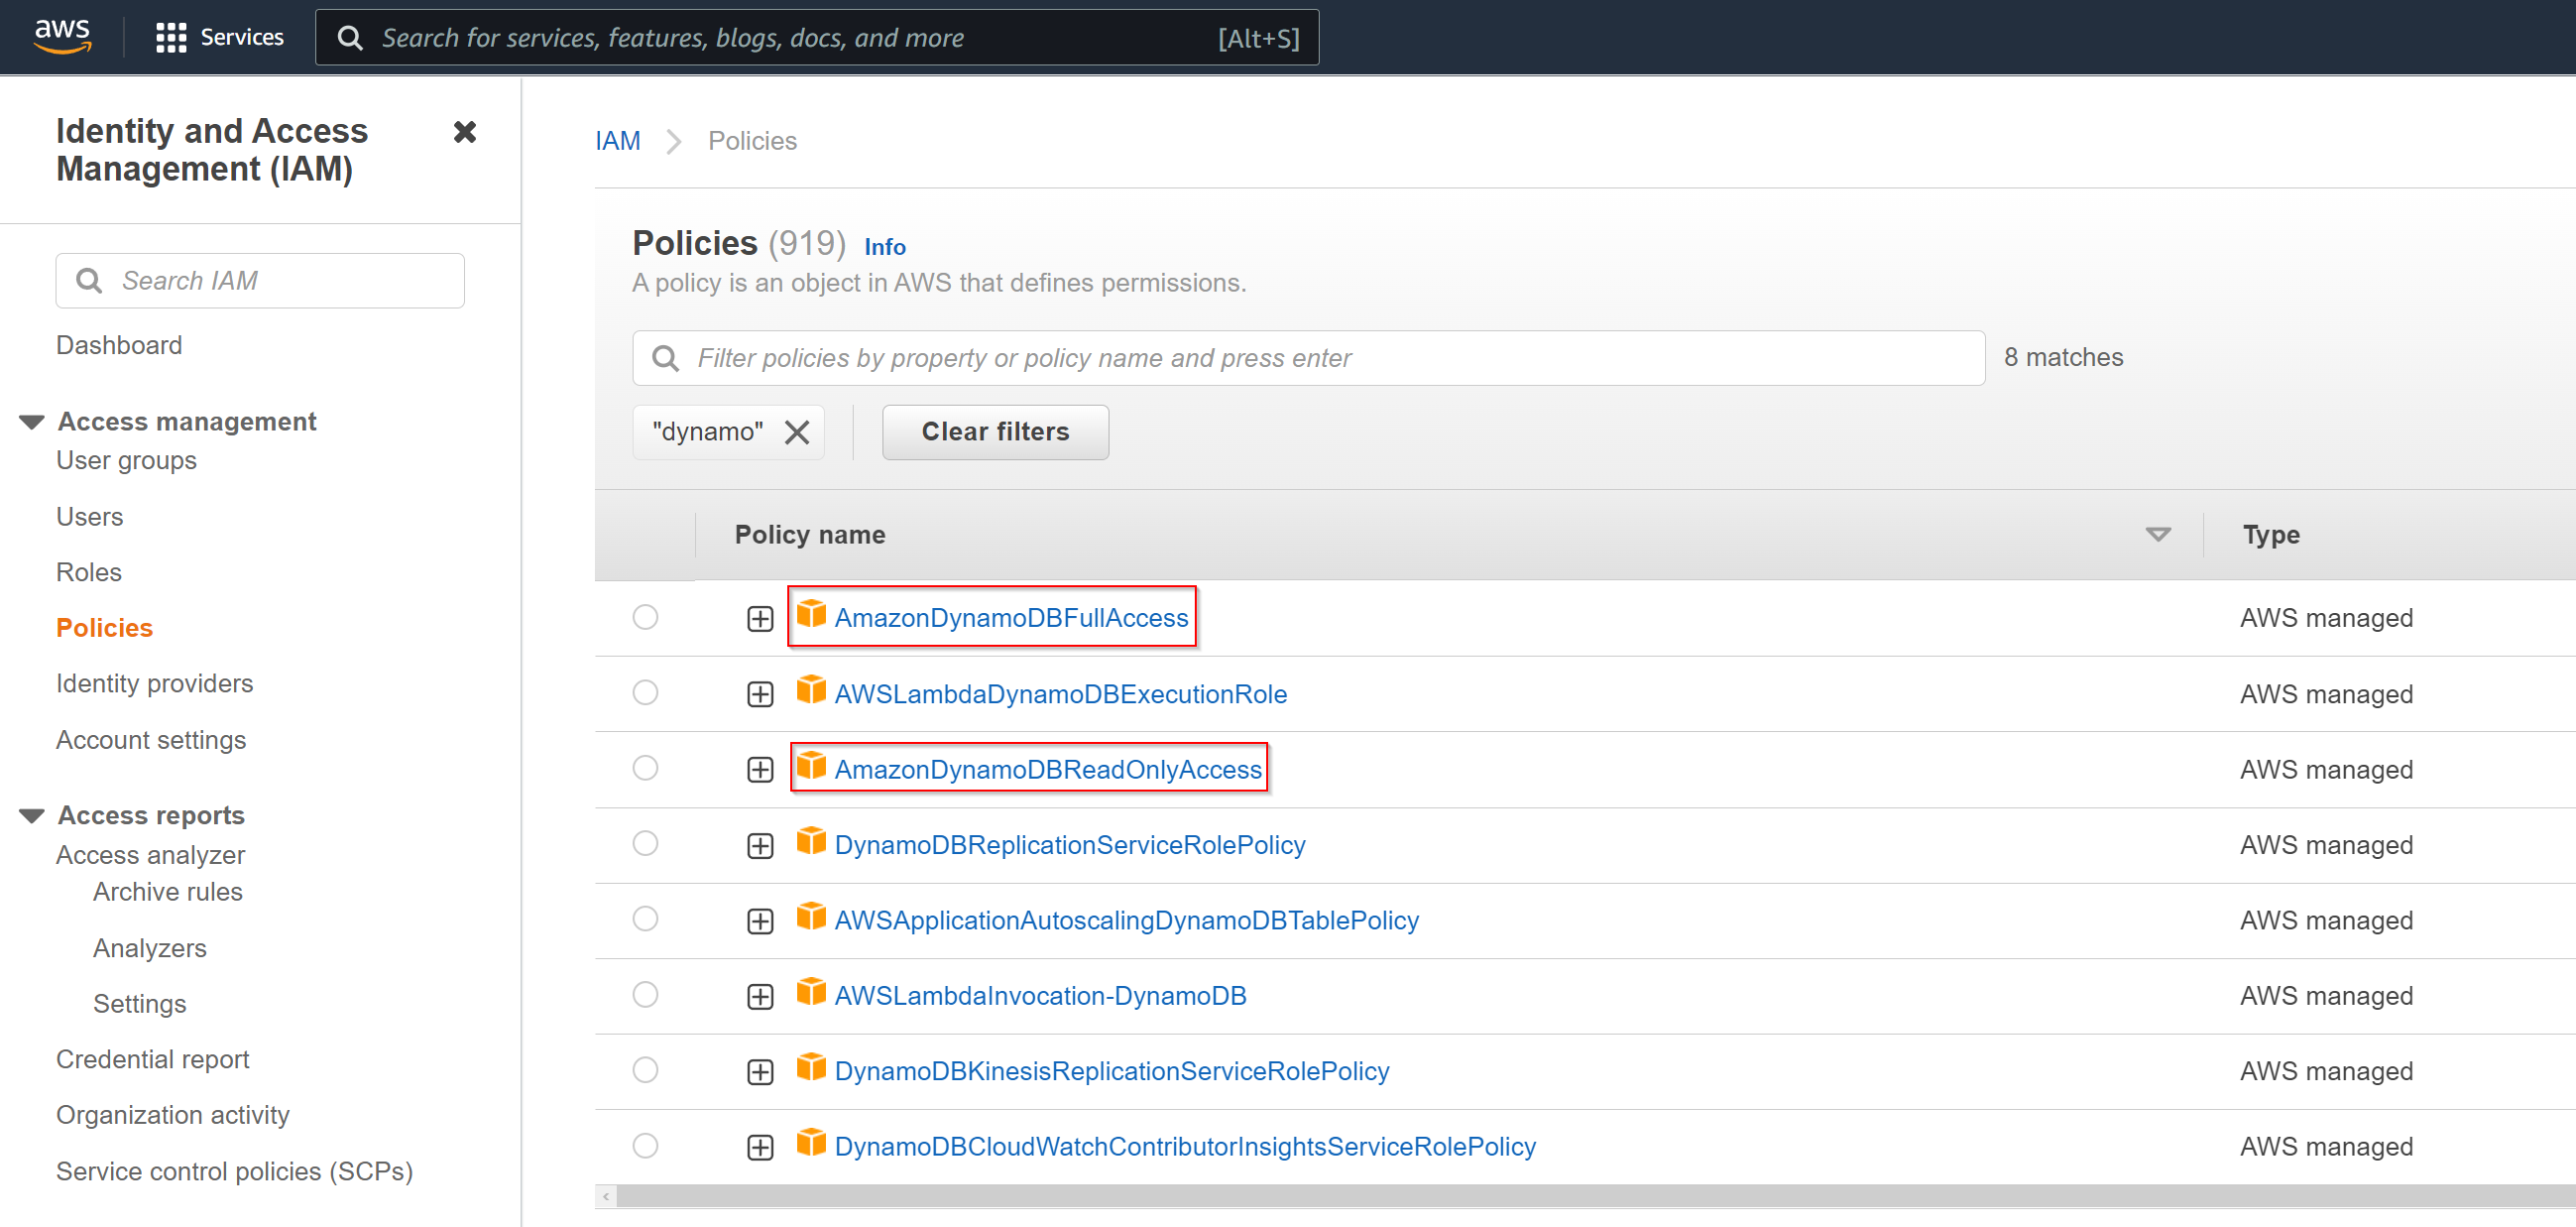 aws Services Search for services, features, blogs, docs, and more [Alt+S]
Identity and Access
Management (IAM)
Search IAM
Dashboard
Access management
User groups
Users
Roles
Policies
Identity providers
Account settings
Access reports
Access analyzer
Archive rules
Analyzers
Settings
Credential report
Organization activity
Service control policies (SCPs)
IAM Policies
Policies (919) Info
A policy is an object in AWS that defines permissions.
Filter policies by property or policy name and press enter 8 matches
"dynamo" Clear filters
Policy name Type
AmazonDynamoDBFullAccess AWS managed
AWSLambdaDynamoDBExecutionRole AWS managed
AmazonDynamoDBReadOnlyAccess AWS managed
DynamoDBReplicationServiceRolePolicy AWS managed
AWSApplicationAutoscalingDynamoDBTablePolicy AWS managed
AWSLambdaInvocation-DynamoDB AWS managed
DynamoDBKinesisReplicationServiceRolePolicy AWS managed
DynamoDBCloudWatchContributorInsightsServiceRolePolicy AWS managed